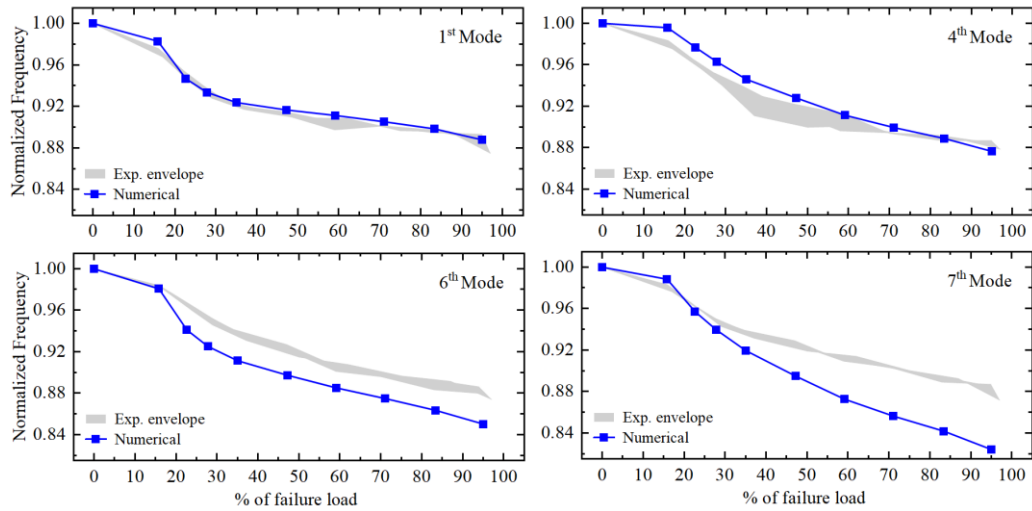 Normalized Frequency
1.00
0.96
0.92
0.88
0.84
1st Mode
Exp. envelope
Numerical
0 10 20 30 40 50 60 70 80 90 100
1.00
0.96
0.92
0.88
0.84
4th Mode
Exp. envelope
Numerical
0 10 20 30 40 50 60 70 80 90 100
Normalized Frequency
1.00
0.96
0.92
0.88
0.84
6th Mode
Exp. envelope
Numerical
0 10 20 30 40 50 60 70 80 90 100
% of failure load
1.00
0.96
0.92
0.88
0.84
7th Mode
Exp. envelope
Numerical
0 10 20 30 40 50 60 70 80 90 100
% of failure load